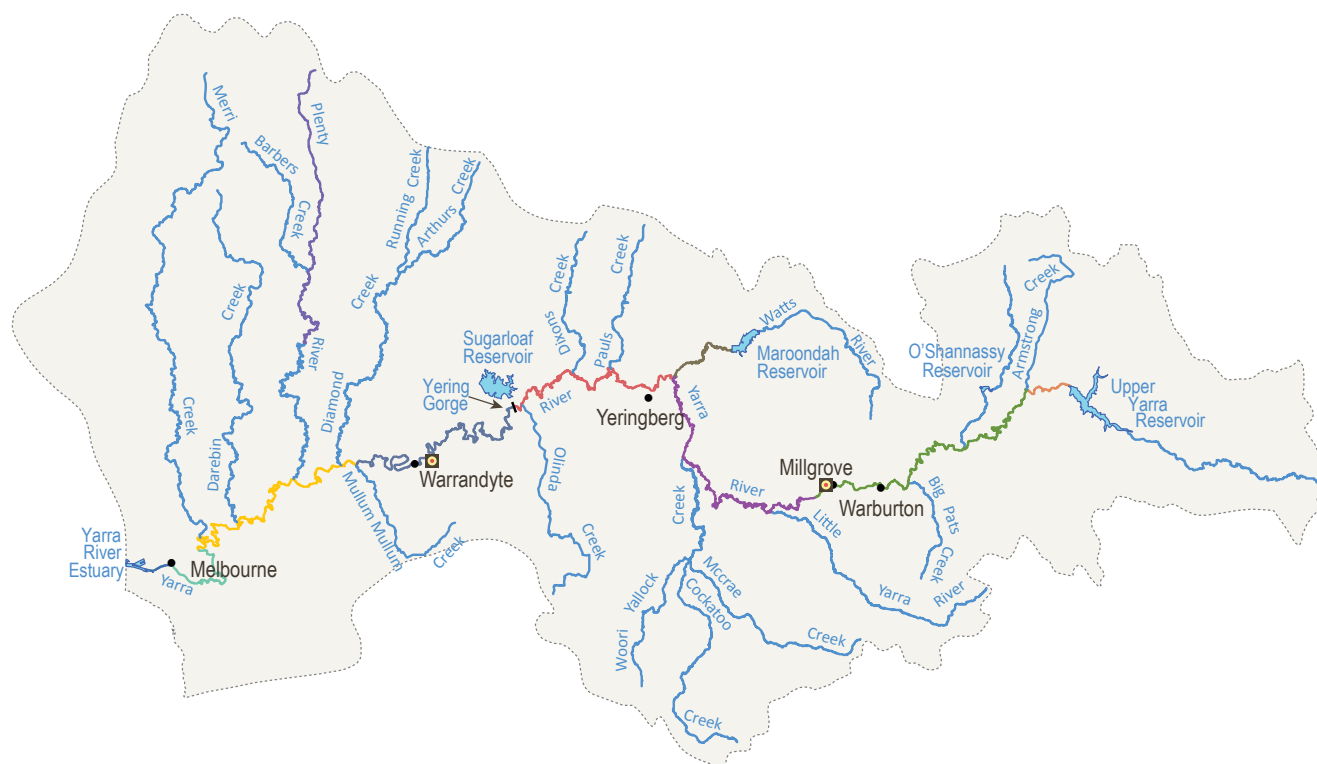 Merri
Creek
Barbers
Creek
Plenty
River
Darebin
Creek
Running Creek
Arthurs Creek
Diamond
Creek
Sugarloaf
Reservoir
Yering
Gorge
Dixons
Creek
Pauls
Creek
Watts
River
Maroondah
Reservoir
O'Shannassy
Reservoir
Armstrong
Creek
Upper
Yarra
Reservoir
River
Yeringberg
Yarra
River
Warrandyte
Olinda
Creek
Mullum Mullum
Creek
Millgrove
Warburton
Big
Pats
Creek
Little
Yarra
River
Creek
Yallock
Woori
Mccrae
Creek
Cockatoo
Creek
Yarra
River
Estuary
Melbourne
Yarra